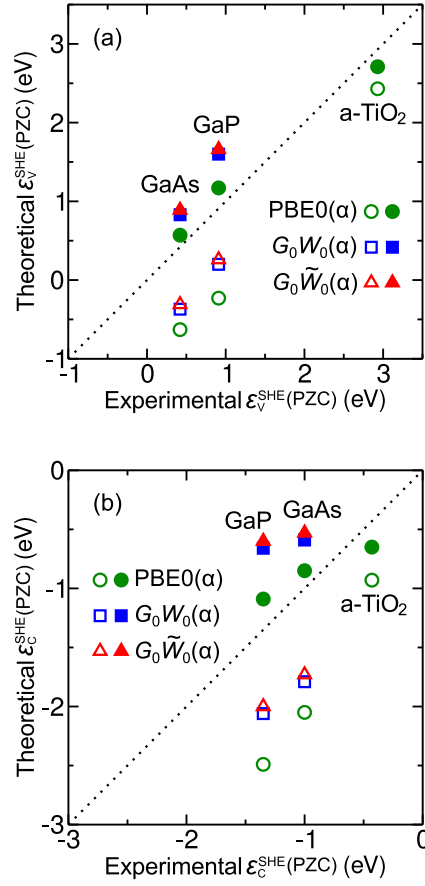 (a)
GaP
GaAs
a-TiO₂
PBE0(α)
G₀W₀(α)
G₀W̃₀(α)
Theoretical ε_V^SHE(PZC) (eV)
3
2
1
0
-1
-1 0 1 2 3
Experimental ε_V^SHE(PZC) (eV)
(b)
GaP GaAs
PBE0(α)
a-TiO₂
G₀W₀(α)
G₀W̃₀(α)
Theoretical ε_C^SHE(PZC) (eV)
0
-1
-2
-3
-3 -2 -1 0
Experimental ε_C^SHE(PZC) (eV)